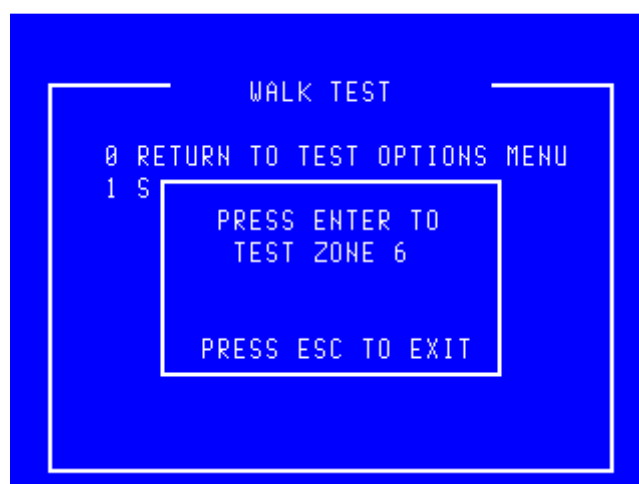 WALK TEST
0 RETURN TO TEST OPTIONS MENU
1 S
PRESS ENTER TO
TEST ZONE 6
PRESS ESC TO EXIT